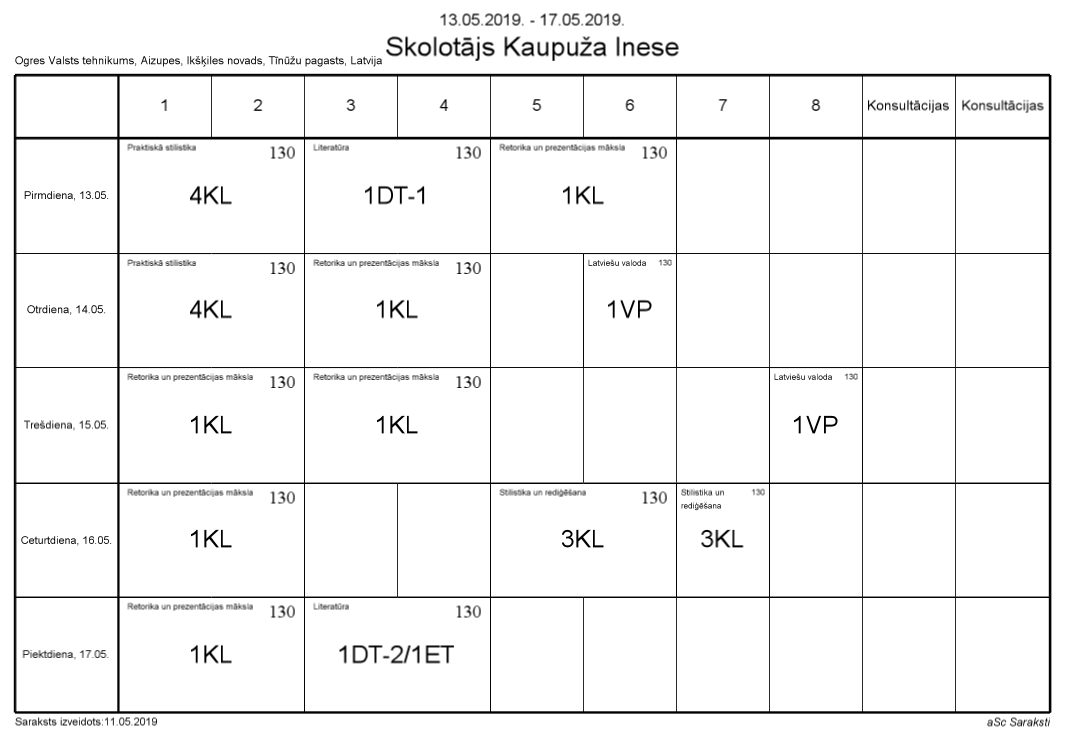 13.05.2019. - 17.05.2019.
Skolotājs Kaupuža Inese
Ogres Valsts tehnikums, Aizupes, Ikšķiles novads, Tīnūžu pagasts, Latvija
1 2 3 4 5 6 7 8 Konsultācijas Konsultācijas
Praktiskā stilistika 130 Literatūra 130 Retorika un prezentācijas māksla 130
Pirmdiena, 13.05. 4KL 1DT-1 1KL
Praktiskā stilistika 130 Retorika un prezentācijas māksla 130 Latviešu valoda 130
Otrdiena, 14.05. 4KL 1KL 1VP
Retorika un prezentācijas māksla 130 Retorika un prezentācijas māksla 130 Latviešu valoda 130
Trešdiena, 15.05. 1KL 1KL 1VP
Retorika un prezentācijas māksla 130 Stilistika un rediģēšana 130 Stilistika un 130
rediģēšana
Ceturtdiena, 16.05. 1KL 3KL 3KL
Retorika un prezentācijas māksla 130 Literatūra 130
Piektdiena, 17.05. 1KL 1DT-2/1ET
Saraksts izveidots:11.05.2019 aSc Saraksti